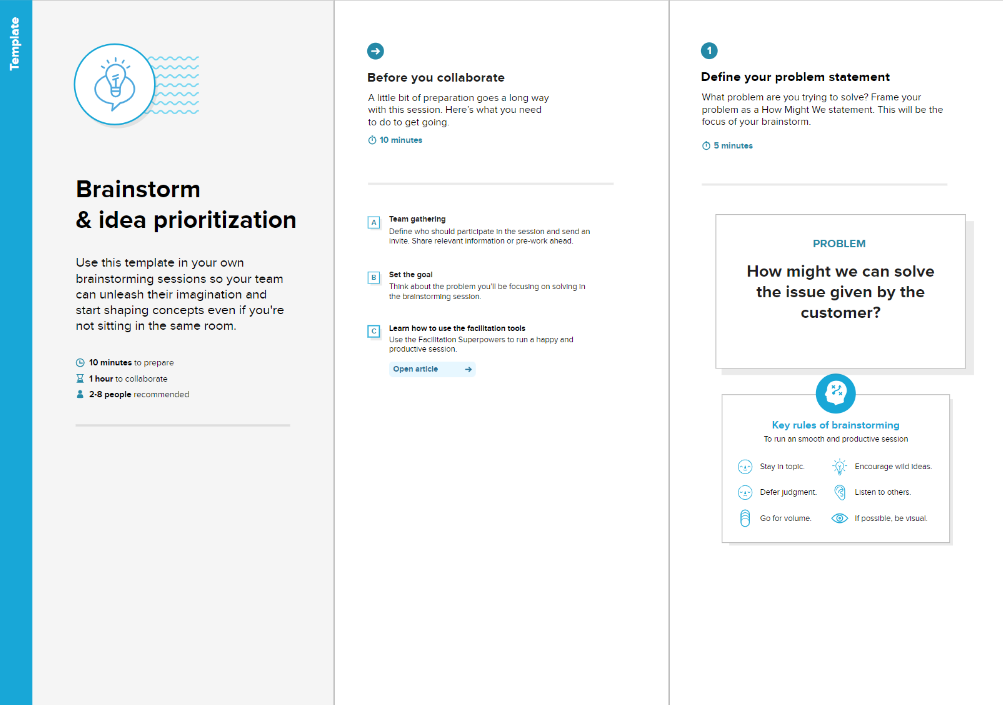 Template
Brainstorm
& idea prioritization
Use this template in your own
brainstorming sessions so your team
can unleash their imagination and
start shaping concepts even if you're
not sitting in the same room.
10 minutes to prepare
1 hour to collaborate
2-8 people recommended
Before you collaborate
A little bit of preparation goes a long way
with this session. Here's what you need
to do to get going.
10 minutes
A
Team gathering
Define who should participate in the session and send an
invite. Share relevant information or pre-work ahead.
B
Set the goal
Think about the problem you'll be focusing on solving in
the brainstorming session.
C
Learn how to use the facilitation tools
Use the Facilitation Superpowers to run a happy and
productive session.
Open article
1
Define your problem statement
What problem are you trying to solve? Frame your
problem as a How Might We statement. This will be the
focus of your brainstorm.
5 minutes
PROBLEM
How might we can solve
the issue given by the
customer?
Key rules of brainstorming
To run an smooth and productive session
Stay in topic.
Encourage wild ideas.
Defer judgment.
Listen to others.
Go for volume.
If possible, be visual.